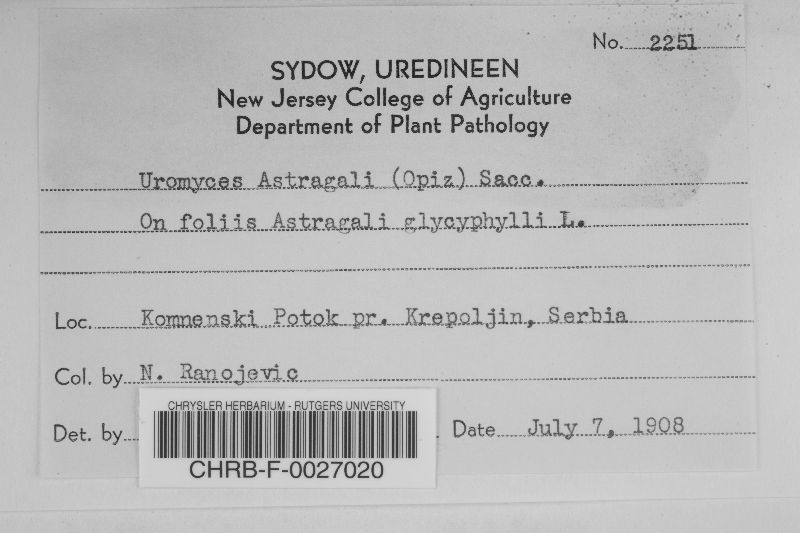 No. 2251
SYDOW, UREDINEEN
New Jersey College of Agriculture
Department of Plant Pathology
Uromyces Astragali (Opiz) Sacc.
On foliis Astragali glycyphylli L.
Loc. Komnenski Potok pr. Krepoljin, Serbia
Col. by N. Ranojevic
Det. by Date July 7, 1908
CHRYSLER HERBARIUM - RUTGERS UNIVERSITY
CHRB-F-0027020